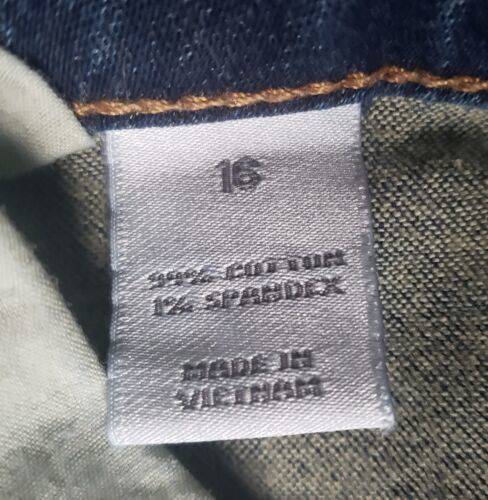 16
99% COTTON
1% SPANDEX
MADE IN
VIETNAM